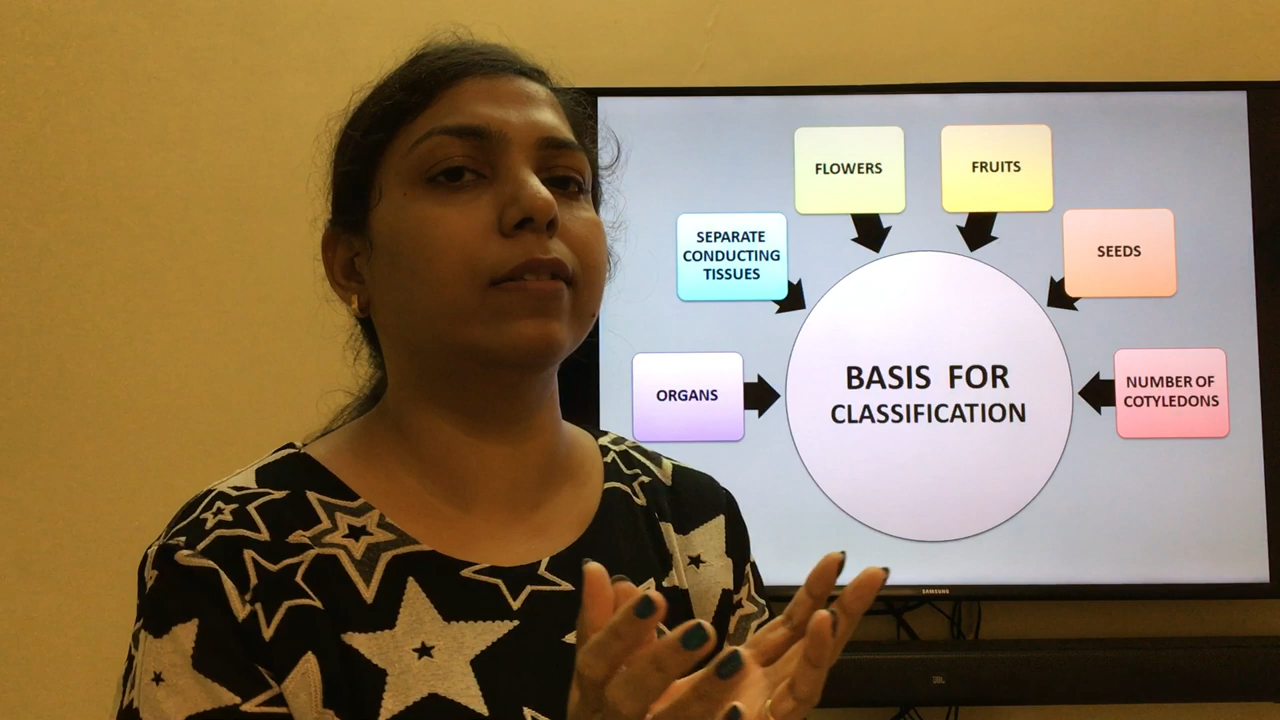 FLOWERS
FRUITS
SEPARATE
CONDUCTING
TISSUES
SEEDS
ORGANS
BASIS FOR
CLASSIFICATION
NUMBER OF
COTYLEDONS
SAMSUNG
JBL